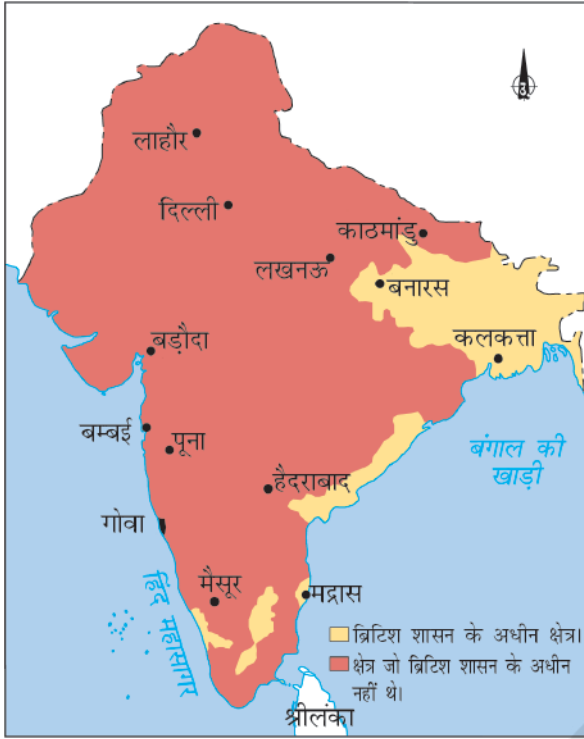 उ
लाहौर
दिल्ली
काठमांडु
लखनऊ
बनारस
कलकत्ता
बड़ौदा
बम्बई
पूना
बंगाल की
खाड़ी
हैदराबाद
गोवा
मैसूर
मद्रास
हिंद महासागर
ब्रिटिश शासन के अधीन क्षेत्र।
क्षेत्र जो ब्रिटिश शासन के अधीन
नहीं थे।
श्रीलंका